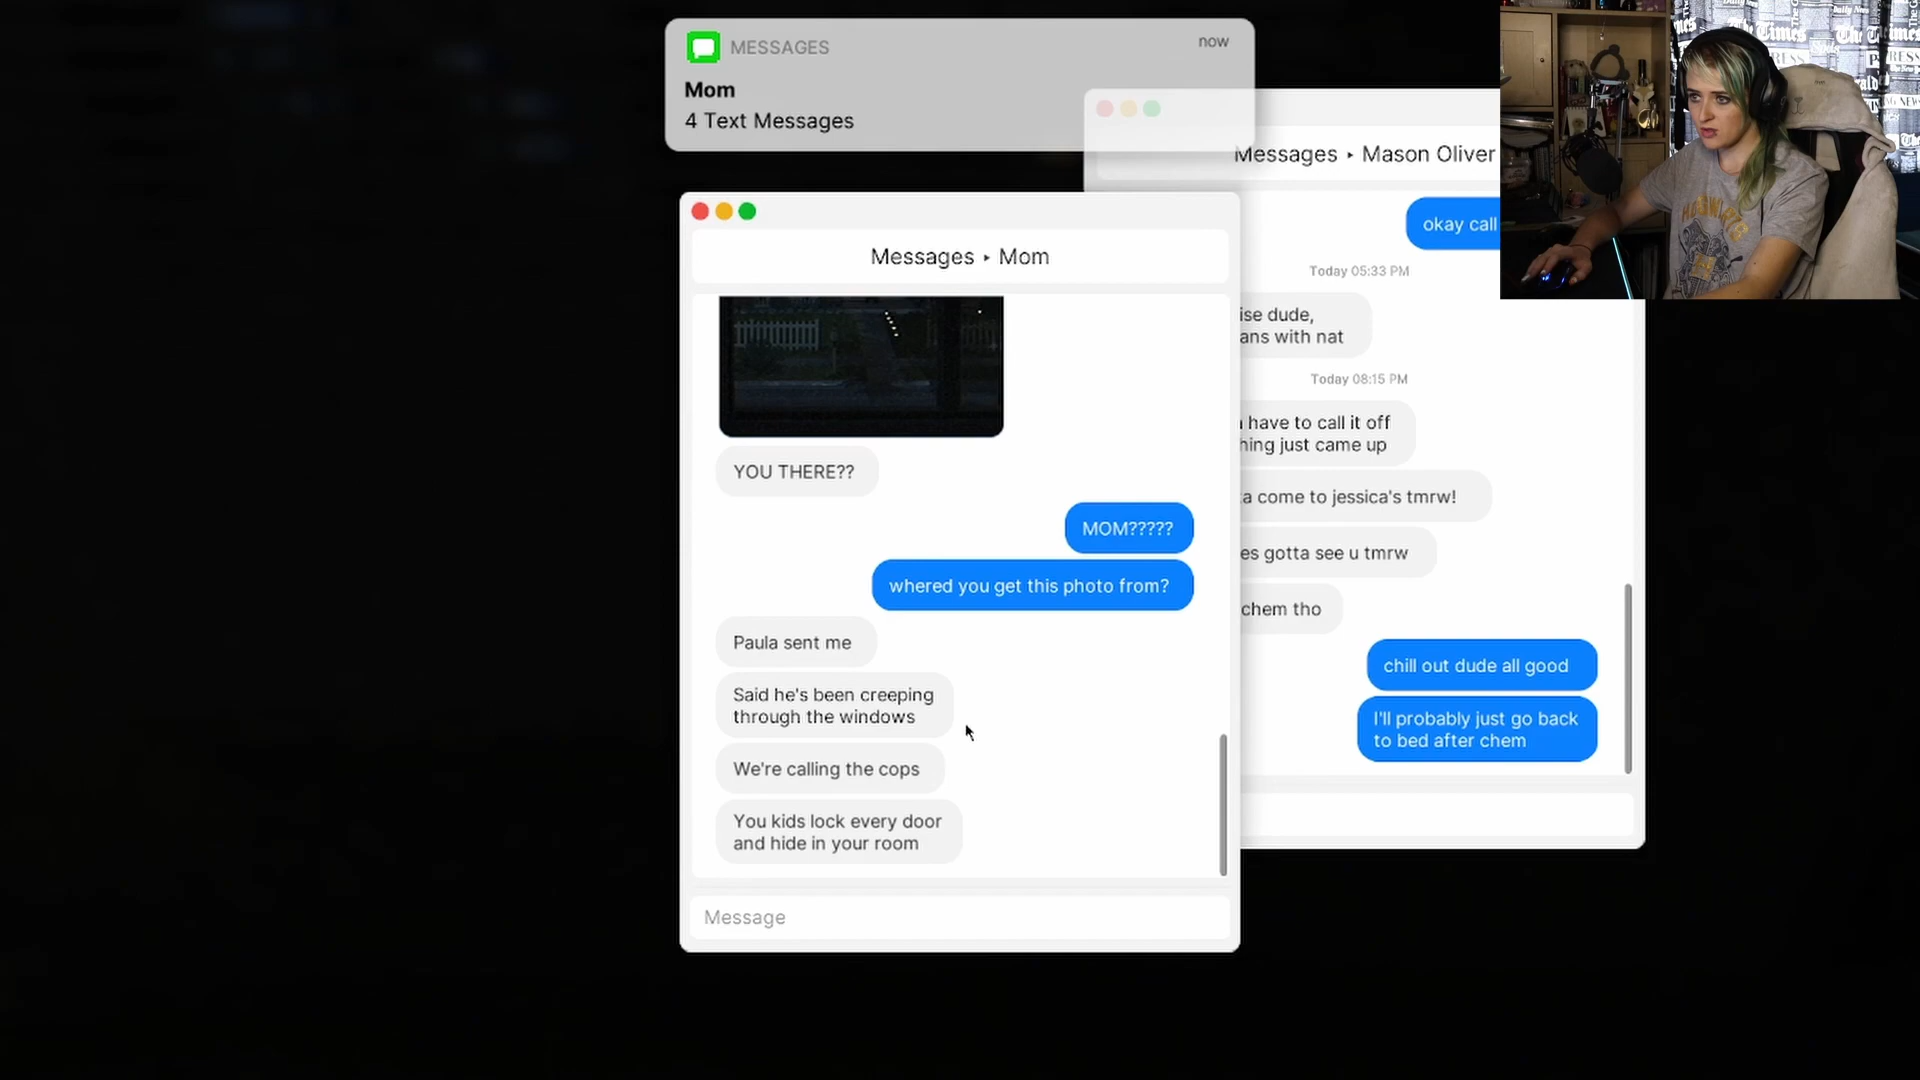 MESSAGES
now
Mom
4 Text Messages
Messages ▸ Mason Oliver
okay call
Today 05:33 PM
ise dude,
ans with nat
Today 08:15 PM
have to call it off
hing just came up
a come to jessica's tmrw!
es gotta see u tmrw
chem tho
chill out dude all good
I'll probably just go back
to bed after chem
Messages ▸ Mom
YOU THERE??
MOM?????
whered you get this photo from?
Paula sent me
Said he's been creeping
through the windows
We're calling the cops
You kids lock every door
and hide in your room
Message
Times
The
Daily News